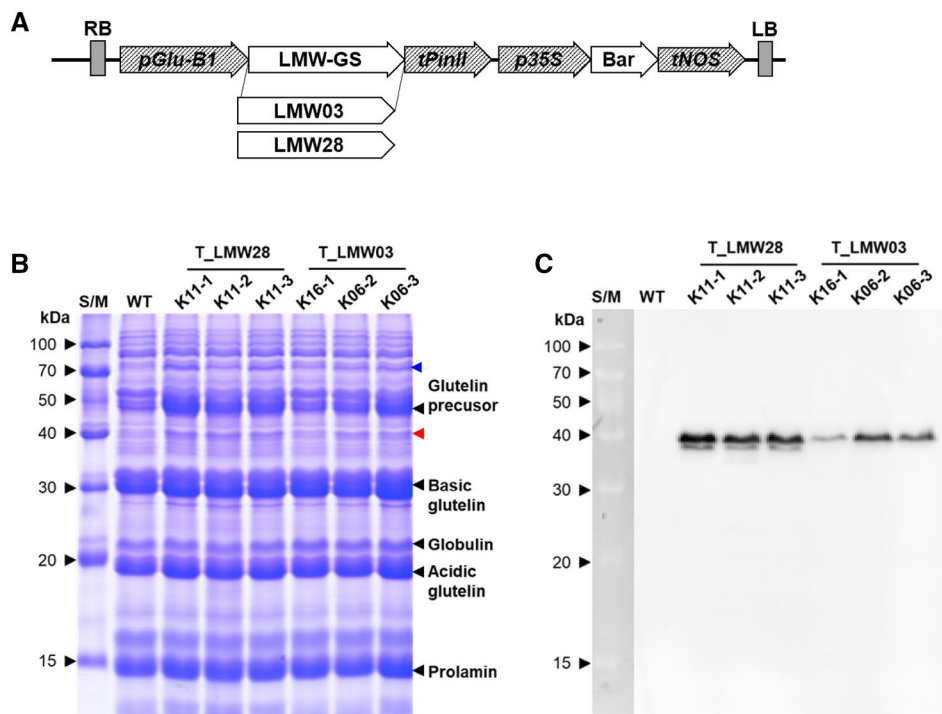 A
RB
LB
pGlu-B1
LMW-GS
tPinII
p35S
Bar
tNOS
LMW03
LMW28
B
T_LMW28
T_LMW03
S/M
WT
K11-1
K11-2
K11-3
K16-1
K06-2
K06-3
kDa
100
70
50
40
30
20
15
Glutelin
precusor
Basic
glutelin
Globulin
Acidic
glutelin
Prolamin
C
T_LMW28
T_LMW03
S/M
WT
K11-1
K11-2
K11-3
K16-1
K06-2
K06-3
kDa
100
70
50
40
30
20
15